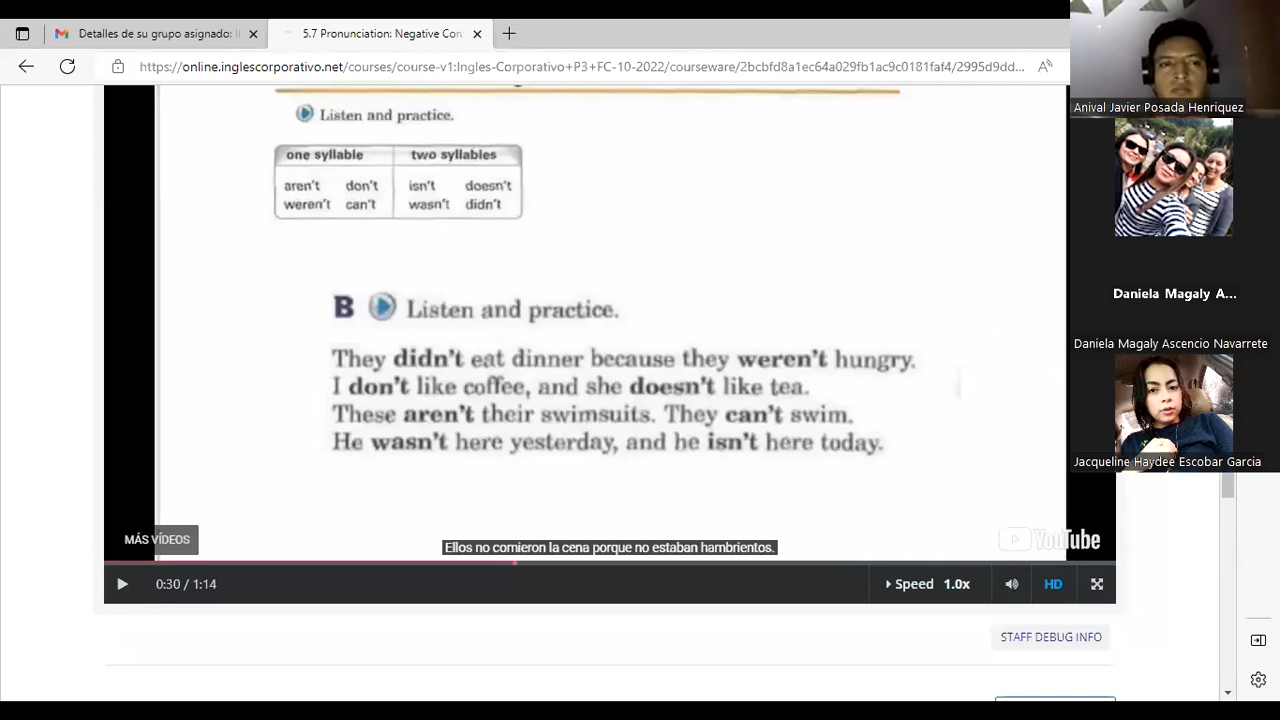 Detalles de su grupo asignado: I
5.7 Pronunciation: Negative Con
https://online.inglescorporativo.net/courses/course-v1:Ingles-Corporativo+P3+FC-10-2022/courseware/2bcbfd8a1ec64a029fb1ac9c0181faf4/2995d9dd...
Listen and practice.
one syllable two syllables
aren't don't isn't doesn't
weren't can't wasn't didn't
B Listen and practice.
They didn't eat dinner because they weren't hungry.
I don't like coffee, and she doesn't like tea.
These aren't their swimsuits. They can't swim.
He wasn't here yesterday, and he isn't here today.
MÁS VÍDEOS
Ellos no comieron la cena porque no estaban hambrientos.
YouTube
0:30 / 1:14
Speed 1.0x
HD
STAFF DEBUG INFO
Anival Javier Posada Henriquez
Daniela Magaly A...
Daniela Magaly Ascencio Navarrete
Jacqueline Haydee Escobar Garcia